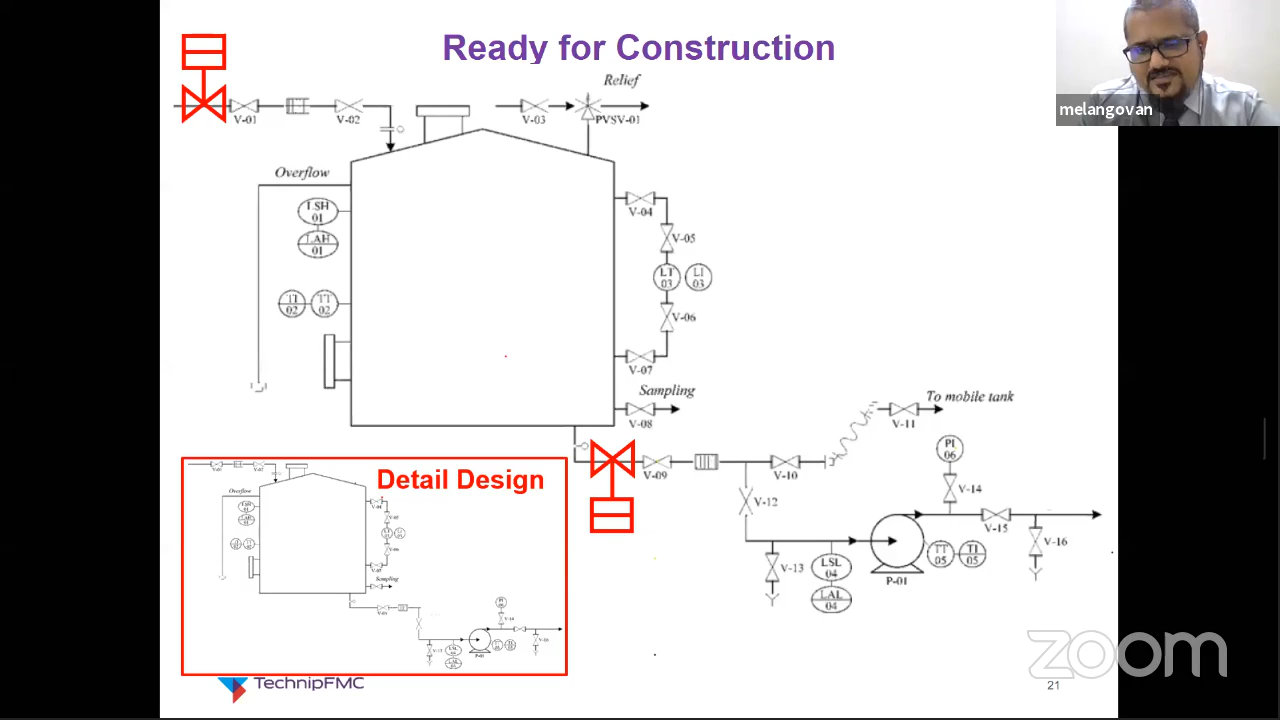 Ready for Construction
melangovan
Relief
V-01
V-02
V-03
PVSV-01
Overflow
LSH
01
LAH
01
TI
02
TT
02
V-04
V-05
LT
03
LI
03
V-06
V-07
Sampling
V-08
V-09
V-10
To mobile tank
V-11
V-12
PI
06
V-14
V-15
V-16
V-13
LSL
04
LAL
04
P-01
TT
05
TI
05
Detail Design
Overflow
Sampling
TechnipFMC
zoom
21